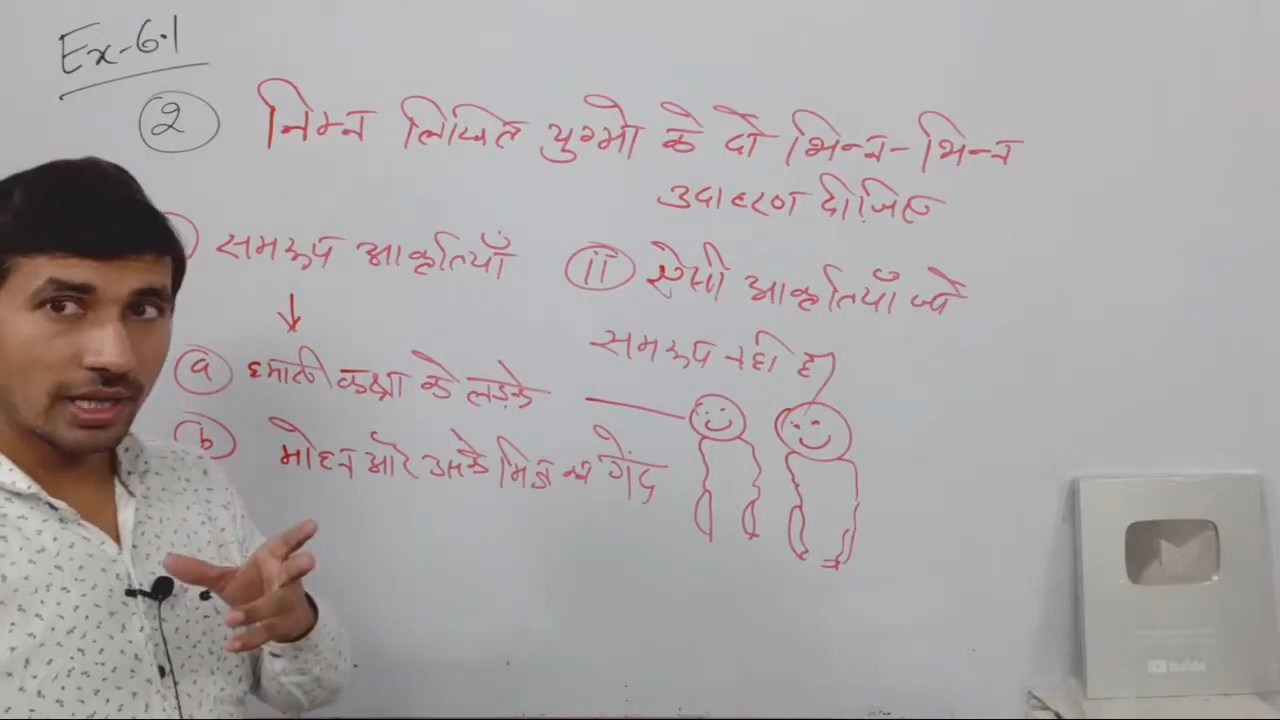 Ex-6.1
2 निम्न लिखित युग्मो के दो भिन्न-भिन्न
उदाहरण दीजिए
समरूप आकृतियाँ
ii ऐसी आकृतियाँ जो
समरूप नही हो
a हमारी कक्षा के लड़के
b मोहन और उसके मित्र का गेंद
YouTube